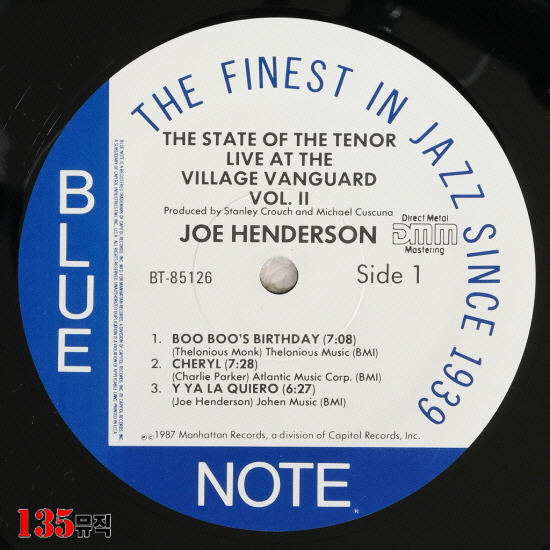 THE FINEST IN JAZZ SINCE 1939
THE STATE OF THE TENOR
LIVE AT THE
VILLAGE VANGUARD
VOL. II
Produced by Stanley Crouch and Michael Cuscuna
JOE HENDERSON
Direct Metal
DMM
Mastering
BT-85126
Side 1
1. BOO BOO'S BIRTHDAY (7:08)
(Thelonious Monk) Thelonious Music (BMI)
2. CHERYL (7:28)
(Charlie Parker) Atlantic Music Corp. (BMI)
3. Y YA LA QUIERO (6:27)
(Joe Henderson) Johen Music (BMI)
℗©1987 Manhattan Records, a division of Capitol Records, Inc.
BLUE
NOTE
®
135뮤직